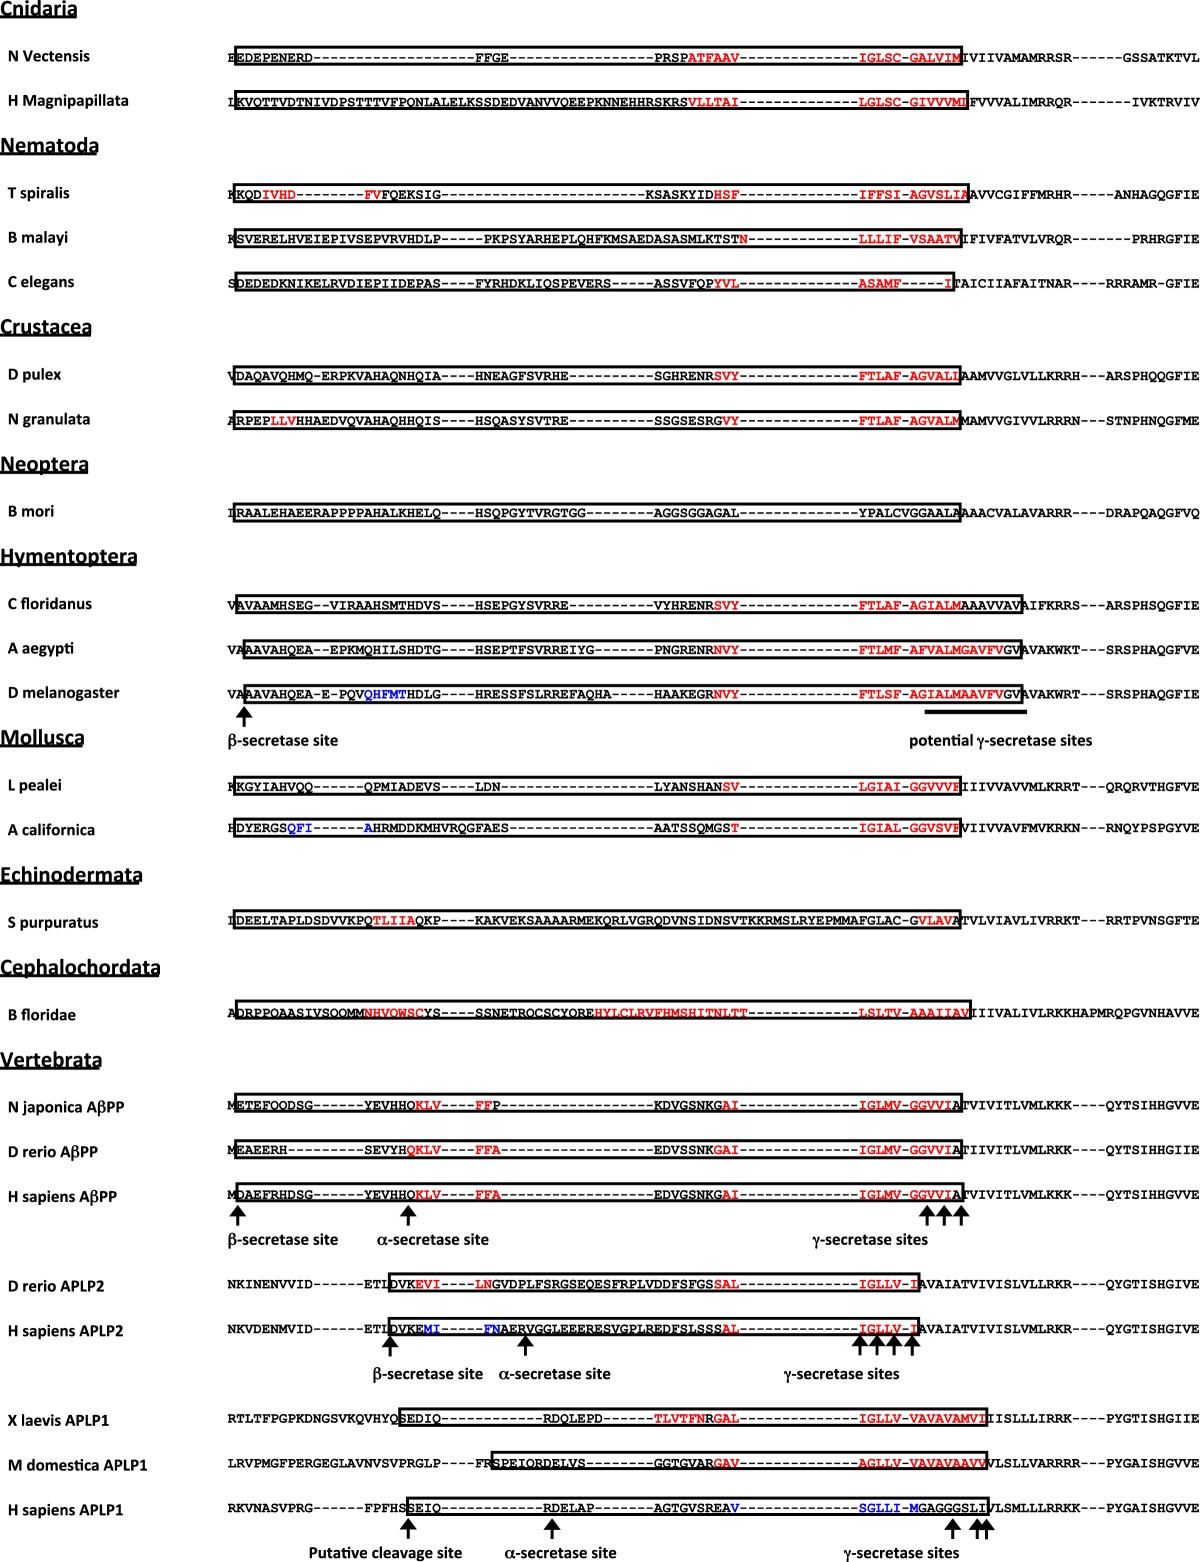 Cnidaria
N Vectensis EEDEPENERD-------------------FFGE-----------------PRSPATFAAV--------------IGLSC-GALVIMIVIIVAMAMRRSR------GSSATKTVL
H Magnipapillata IKVQTTVDTNIVDPSTTTVFPQNLALELKSSDEDVANVVQEEPKNNEHHRSKRSVLLTAI--------------LGLSC-GIVVVMIFVVVALIMRRQR-------IVKTRVIV
Nematoda
T spiralis KKQDIVHD--------FVFQEKSIG------------------------KSASKYIDHSF--------------IFFSI-AGVSLIAAVVCGIFFMRHR-----ANHAGQGFIE
B malayi KSVERELHVEIEPIVSEPVRVHDLP-----PKPSYARHEPLQHFKMSAEDASASMLKTSTN-------------LLLIF-VSAATVIFIVFATVLVRQR-------PRHRGFIE
C elegans SDEDEDKNIKELRVDIEPIIDEPAS----FYRHDKLIQSPEVERS-----ASSVFQPYVL--------------ASAMF-----ITAICIIAFAITNAR----RRRAMR-GFIE
Crustacea
D pulex VDAQAVQHMQ-ERPKVAHAQNHQIA----HNEAGFSVRHE----------SGHRENRSVY--------------FTLAF-AGVALIAAMVVGLVLLKRRH---ARSPHQQGFIE
N granulata ARPEPLLVHHAEDVQVAHAQHHQIS----HSQASYSVTRE----------SSGSESRGVY--------------FTLAF-AGVALMMAMVVGIVVLRRRN---STNPHNQGFME
Neoptera
B mori IRAALEHAEERAPPPPAHALKHELQ----HSQPGYTVRGTGG--------AGGSGGAGAL--------------YPALCVGGAALAAAACVALAVARRR----DRAPQAQGFVQ
Hymentoptera
C floridanus VAVAAMHSEG--VIRAAHSMTHDVS----HSEPGYSVRRE----------VYHRENRSVY--------------FTLAF-AGIALMAAAVVAVAIFKRRS---ARSPHSQGFIE
A aegypti VAAAVAHQEA--EPKMQHILSHDTG----HSEPTFSVRREIYG-------PNGRENRNVY--------------FTLMF-AFVALMGAVFVGVAVAKWKT---SRSPHAQGFVE
D melanogaster VAAAVAHQEA-E-PQVQHFMTHDLG----HRESSFSLRREFAQHA-----HAAKEGRNVY--------------FTLSF-AGIALMAAVFVGVAVAKWRT---SRSPHAQGFIE
β-secretase site potential γ-secretase sites
Mollusca
L pealei KKGYIAHVQQ------QPMIADEVS----LDN------------------LYANSHANSV--------------LGIAI-GGVVVFIIIVVAVVMLKRRT---QRQRVTHGFVE
A californica HDYERGSQFI------AHRMDDKMHVRQGFAES-----------------AATSSQMGST--------------IGIAL-GGVSVFVIIVVAVFMVKRKN---RNQYPSPGYVE
Echinodermata
S purpuratus IDEELTAPLDSDVVKPQTLIIAQKP----KAKVEKSAAAARMEKQRLVGRQDVNSIDNSVTKKRMSLRYEPMMAFGLAC-GVLAVATVLVIAVLIVRRKT---RRTPVNSGFTE
Cephalochordata
B floridae ADRPPQAASIVSQQMMNHVQWSCYS----SSNETRQCSCYQREHYLCLRVFHMSHITNLTT-------------LSLTV-AAAIIAVIIIVALIVLRKKHAPMRQPGVNHAVVE
Vertebrata
N japonica AβPP METEFQQDSG------YEVHHQKLV----FFP------------------KDVGSNKGAI--------------IGLMV-GGVVIATVIVITLVMLKKK----QYTSIHHGVVE
D rerio AβPP MEAEERH---------SEVYHQKLV----FFA------------------EDVSSNKGAI--------------IGLMV-GGVVIATIIVITLVMLRKK----QYTSIHHGIIE
H sapiens AβPP MDAEFRHDSG------YEVHHQKLV----FFA------------------EDVGSNKGAI--------------IGLMV-GGVVIATVIVITLVMLKKK----QYTSIHHGVVE
β-secretase site α-secretase site γ-secretase sites
D rerio APLP2 NKINENVVID------ETLDVKEVI----LNGVDPLFSRGSEQESFRPLVDDFSFGSSAL--------------IGLLV-IAVAIATVIVISLVLLRKR----QYGTISHGIVE
H sapiens APLP2 NKVDENMVID------ETLDVKEMI-----FNAERVGGLEEERESVGPLREDFSLSSSAL--------------IGLLV-IAVAIATVIVISLVMLRKR----QYGTISHGIVE
β-secretase site α-secretase site γ-secretase sites
X laevis APLP1 RTLTFPGPKDNGSVKQVHYQSEDIQ------------RDQLEPD------TLVTFNRGAL--------------IGLLV-VAVAVAMVIIISLLLIRRK----PYGTISHGIIE
M domestica APLP1 LRVPMGFPERGEGLAVNVSVPRGLP----FRSPEIQRDELVS--------GGTGVARGAV--------------AGLLV-VAVAVAAVVVLSLLVARRR----PYGAISHGVVE
H sapiens APLP1 RKVNASVPRG------FPFHSSEIQ------------RDELAP-------AGTGVSREAV--------------SGLLI-MGAGGGSLIVLSMLLLRRKK---PYGAISHGVVE
Putative cleavage site α-secretase site γ-secretase sites